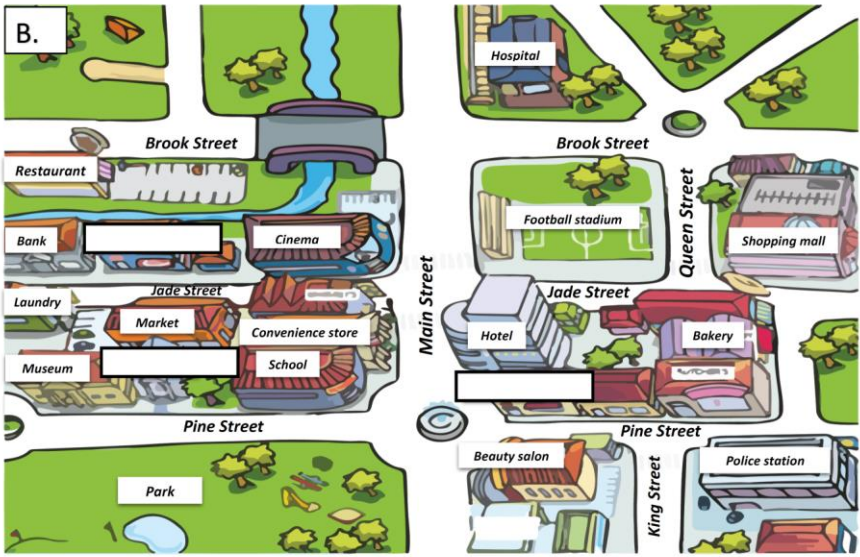 B.
Hospital
Brook Street
Brook Street
Restaurant
Football stadium
Queen Street
Bank
Cinema
Shopping mall
Jade Street
Jade Street
Laundry
Market
Main Street
Convenience store
Hotel
Bakery
Museum
School
Pine Street
Pine Street
Beauty salon
Police station
Park
King Street